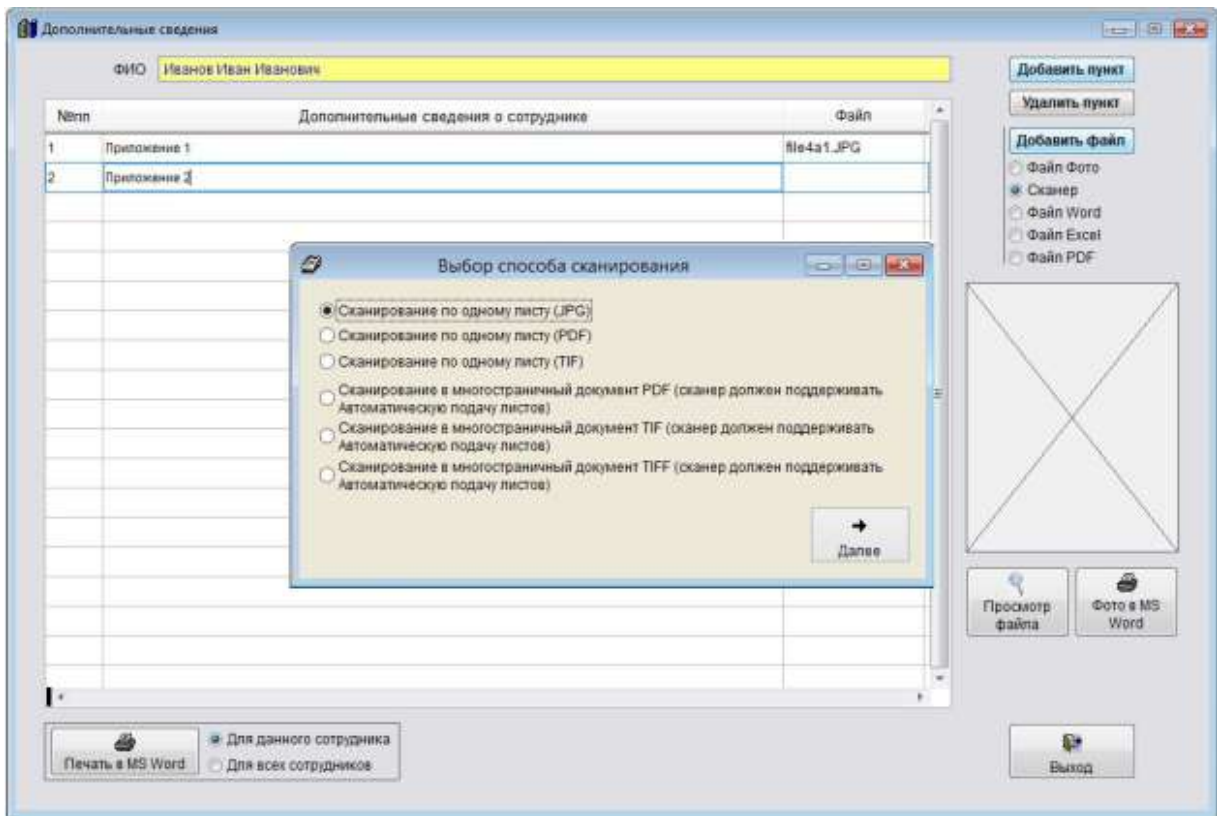 Дополнительные сведения
ФИО Иванов Иван Иванович
Добавить пункт
Удалить пункт
№пп Дополнительные сведения о сотруднике Файл
1 Приложение 1 file4a1.JPG
2 Приложение 2
Добавить файл
Файл Фото
Сканер
Файл Word
Файл Excel
Файл PDF
Выбор способа сканирования
Сканирование по одному листу (JPG)
Сканирование по одному листу (PDF)
Сканирование по одному листу (TIF)
Сканирование в многостраничный документ PDF (сканер должен поддерживать
Автоматическую подачу листов)
Сканирование в многостраничный документ TIF (сканер должен поддерживать
Автоматическую подачу листов)
Сканирование в многостраничный документ TIFF (сканер должен поддерживать
Автоматическую подачу листов)
Далее
Просмотр
файла
Фото в MS
Word
Печать в MS Word
Для данного сотрудника
Для всех сотрудников
Выход